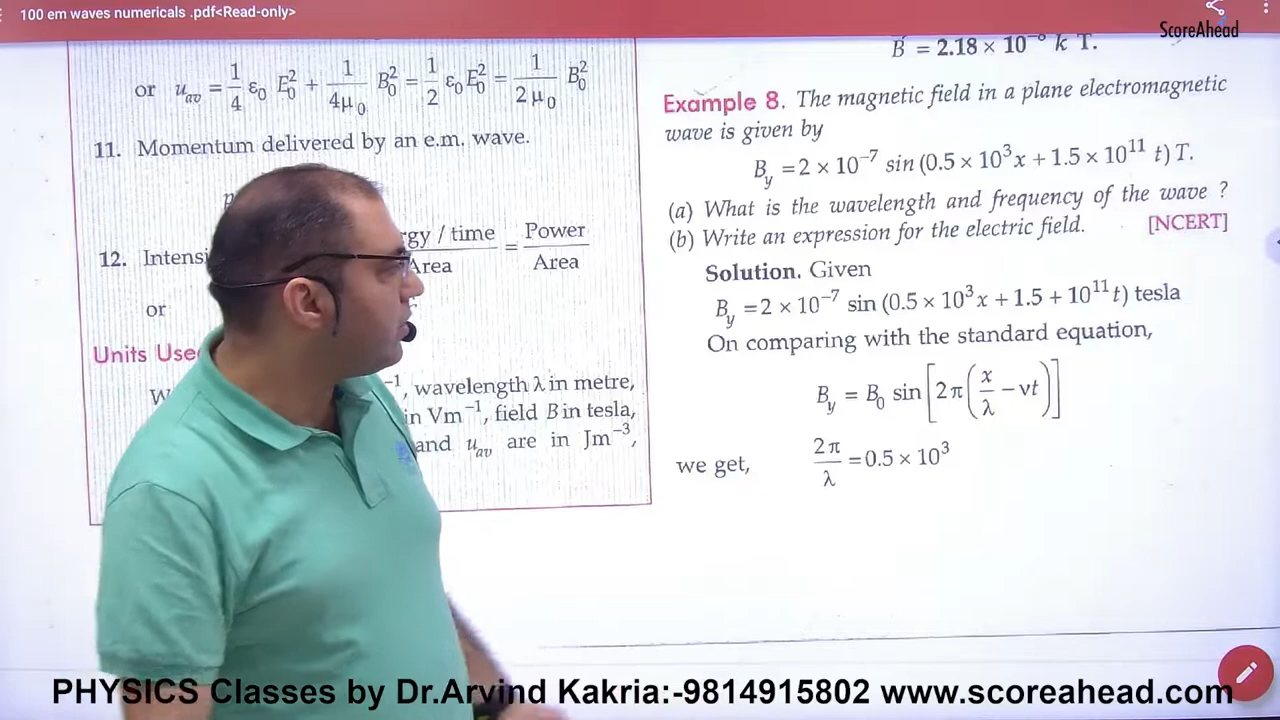 100 em waves numericals .pdf<Read-only>
ScoreAhead
or u_av = 1/4 ε₀ E₀² + 1/4μ₀ B₀² = 1/2 ε₀E₀² = 1/2μ₀ B₀²
11. Momentum delivered by an e.m. wave.
12. Intensi
gy / time / Area = Power / Area
or
Units Use
W
⁻¹, wavelength λ in metre,
in Vm⁻¹, field B in tesla,
and u_av are in Jm⁻³,
B = 2.18 × 10 k T.
Example 8. The magnetic field in a plane electromagnetic
wave is given by
B_y = 2 × 10⁻⁷ sin (0.5 × 10³x + 1.5 × 10¹¹ t) T.
(a) What is the wavelength and frequency of the wave ?
(b) Write an expression for the electric field. [NCERT]
Solution. Given
B_y = 2 × 10⁻⁷ sin (0.5 × 10³x + 1.5 + 10¹¹t) tesla
On comparing with the standard equation,
B_y = B₀ sin [2π (x/λ − νt)]
we get, 2π/λ = 0.5 × 10³
PHYSICS Classes by Dr.Arvind Kakria:-9814915802 www.scoreahead.com